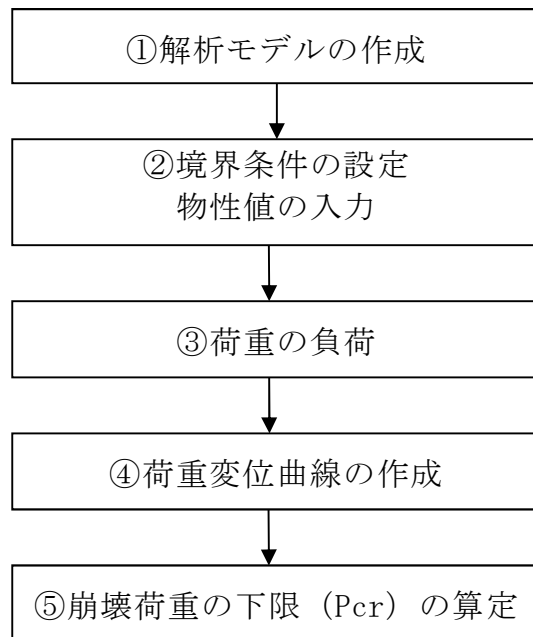 ①解析モデルの作成
②境界条件の設定
物性値の入力
③荷重の負荷
④荷重変位曲線の作成
⑤崩壊荷重の下限（Pcr）の算定